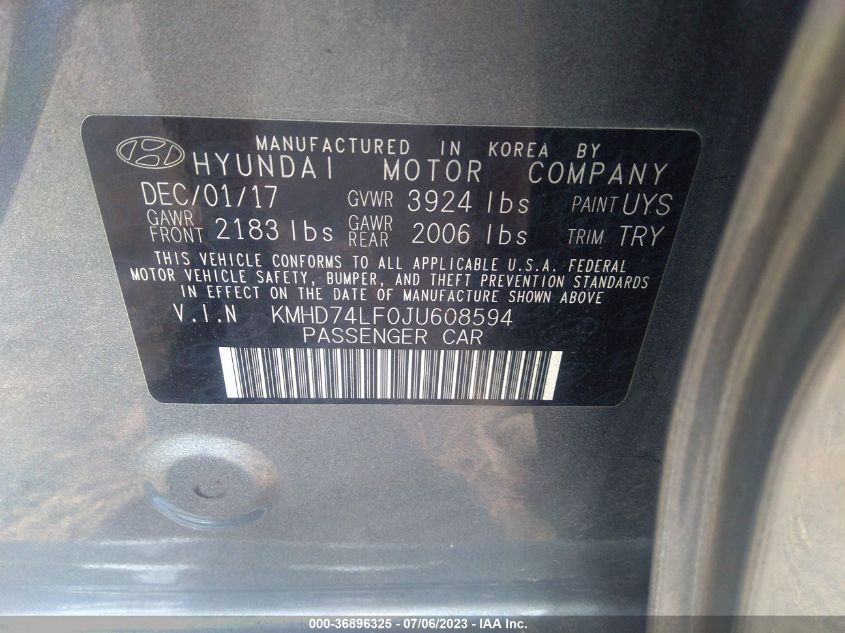 MANUFACTURED IN KOREA BY
HYUNDAI MOTOR COMPANY
DEC/01/17 GVWR 3924 lbs PAINT UYS
GAWR FRONT 2183 lbs GAWR REAR 2006 lbs TRIM TRY
THIS VEHICLE CONFORMS TO ALL APPLICABLE U.S.A. FEDERAL
MOTOR VEHICLE SAFETY, BUMPER, AND THEFT PREVENTION STANDARDS
IN EFFECT ON THE DATE OF MANUFACTURE SHOWN ABOVE
V.I.N KMHD74LF0JU608594
PASSENGER CAR
000-36896325 - 07/06/2023 - IAA Inc.